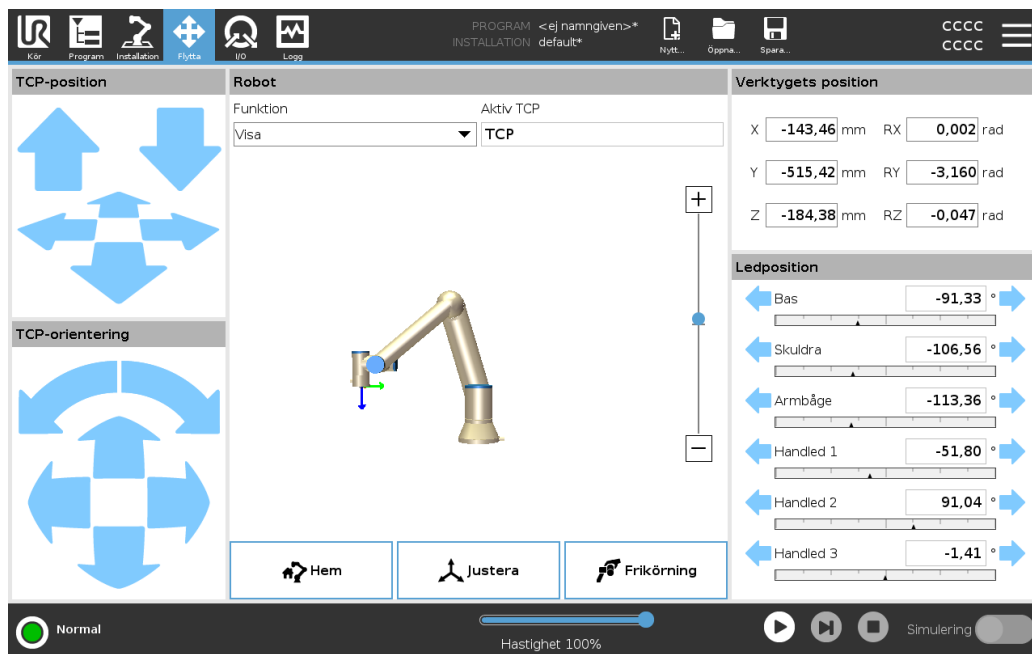 UR
Kör
Program
Installation
Flytta
I/O
Logg
PROGRAM <ej namngiven>*
INSTALLATION default*
Nytt...
Öppna...
Spara...
CCCC
CCCC
TCP-position
Robot
Verktygets position
Funktion
Aktiv TCP
Visa
TCP
X -143,46 mm RX 0,002 rad
Y -515,42 mm RY -3,160 rad
Z -184,38 mm RZ -0,047 rad
TCP-orientering
Ledposition
Bas -91,33 °
Skuldra -106,56 °
Armbåge -113,36 °
Handled 1 -51,80 °
Handled 2 91,04 °
Handled 3 -1,41 °
Hem
Justera
Frikörning
Normal
Hastighet 100%
Simulering